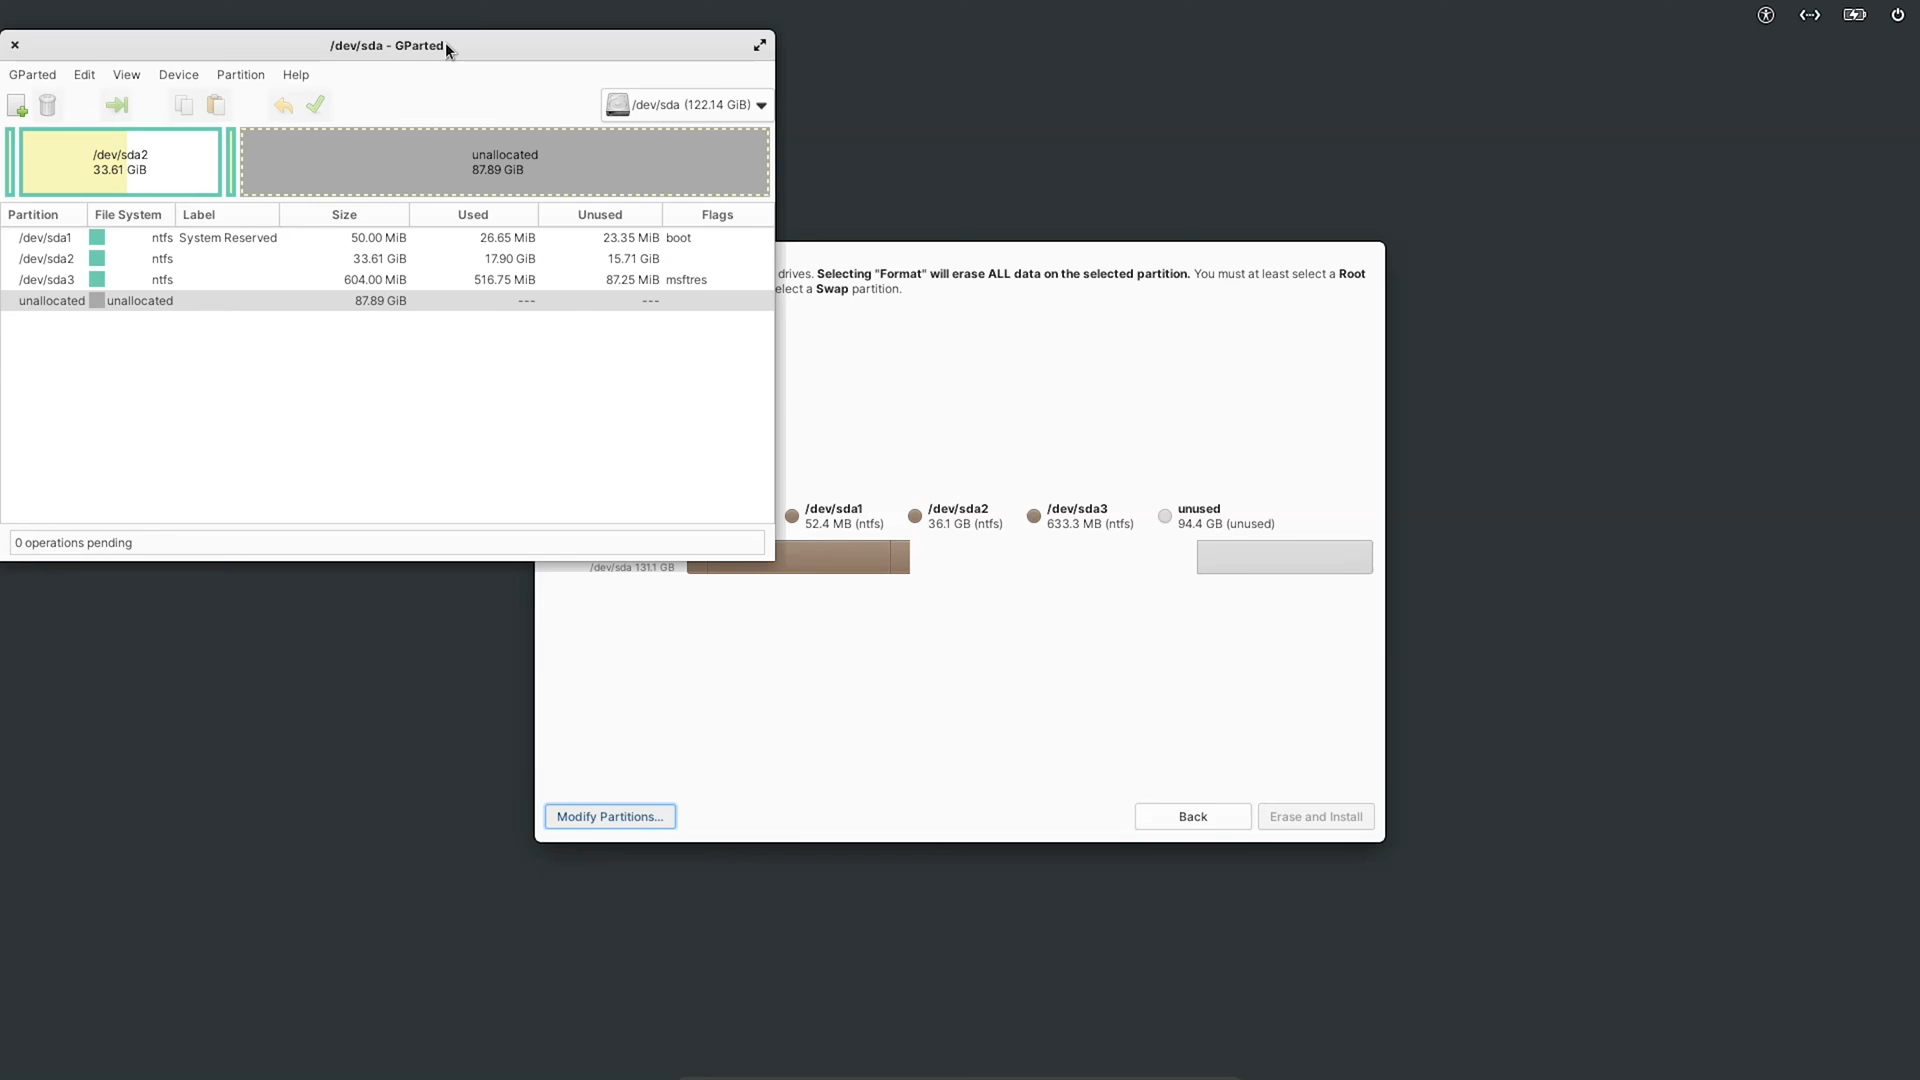 /dev/sda - GParted
GParted Edit View Device Partition Help
/dev/sda (122.14 GiB)
/dev/sda2
33.61 GiB
unallocated
87.89 GiB
Partition File System Label Size Used Unused Flags
/dev/sda1 ntfs System Reserved 50.00 MiB 26.65 MiB 23.35 MiB boot
/dev/sda2 ntfs 33.61 GiB 17.90 GiB 15.71 GiB
/dev/sda3 ntfs 604.00 MiB 516.75 MiB 87.25 MiB msftres
unallocated unallocated 87.89 GiB --- ---
0 operations pending
drives. Selecting "Format" will erase ALL data on the selected partition. You must at least select a Root
elect a Swap partition.
/dev/sda1 /dev/sda2 /dev/sda3 unused
52.4 MB (ntfs) 36.1 GB (ntfs) 633.3 MB (ntfs) 94.4 GB (unused)
/dev/sda 131.1 GB
Modify Partitions... Back Erase and Install